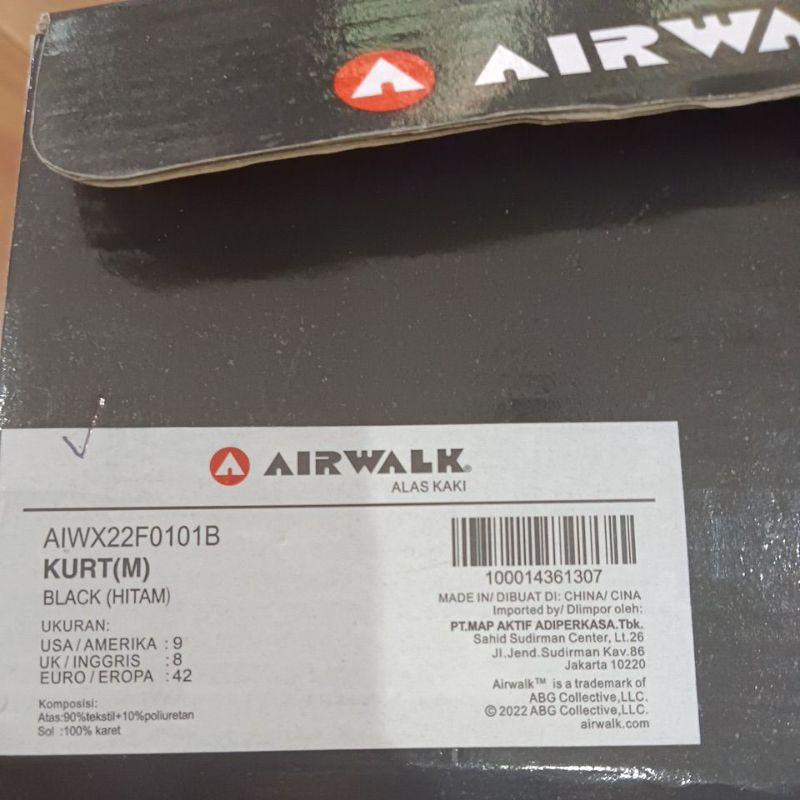 AIRWA
AIRWALK®
ALAS KAKI
AIWX22F0101B
KURT(M)
BLACK (HITAM)
UKURAN:
USA / AMERIKA : 9
UK / INGGRIS : 8
EURO / EROPA : 42
Komposisi:
Atas:90%tekstil+10%poliuretan
Sol :100% karet
100014361307
MADE IN/ DIBUAT DI: CHINA/ CINA
Imported by/ DIimpor oleh:
PT.MAP AKTIF ADIPERKASA.Tbk.
Sahid Sudirman Center, Lt.26
Jl.Jend.Sudirman Kav.86
Jakarta 10220
Airwalk™ is a trademark of
ABG Collective,LLC.
© 2022 ABG Collective,LLC.
airwalk.com